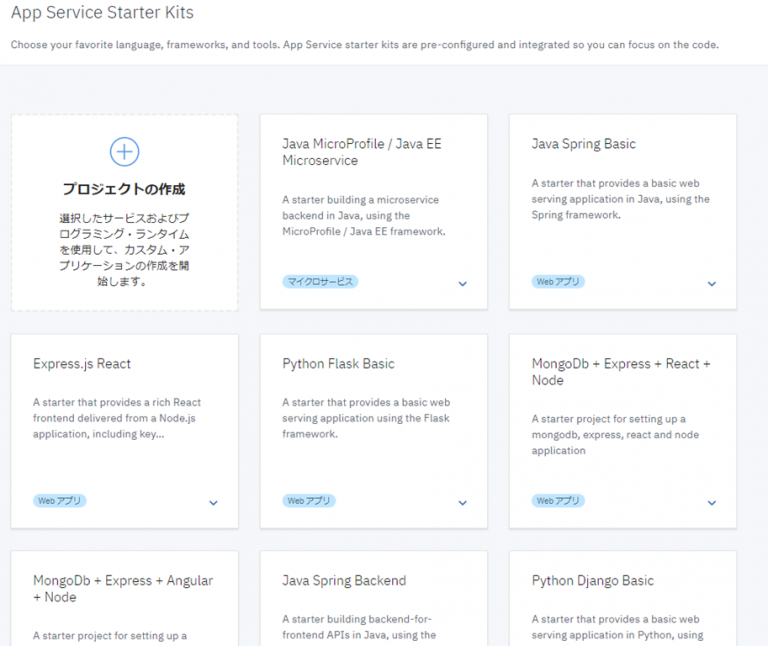 App Service Starter Kits
Choose your favorite language, frameworks, and tools. App Service starter kits are pre-configured and integrated so you can focus on the code.
プロジェクトの作成
選択したサービスおよびプ
ログラミング・ランタイム
を使用して、カスタム・ア
プリケーションの作成を開
始します。
Java MicroProfile / Java EE
Microservice
A starter building a microservice
backend in Java, using the
MicroProfile / Java EE framework.
マイクロサービス
Java Spring Basic
A starter that provides a basic web
serving application in Java, using the
Spring framework.
Web アプリ
Express.js React
A starter that provides a rich React
frontend delivered from a Node.js
application, including key...
Web アプリ
Python Flask Basic
A starter that provides a basic web
serving application using the Flask
framework.
Web アプリ
MongoDb + Express + React +
Node
A starter project for setting up a
mongodb, express, react and node
application
Web アプリ
MongoDb + Express + Angular
+ Node
A starter project for setting up a
Java Spring Backend
A starter building backend-for-
frontend APIs in Java, using the
Python Django Basic
A starter that provides a basic web
serving application in Python, using